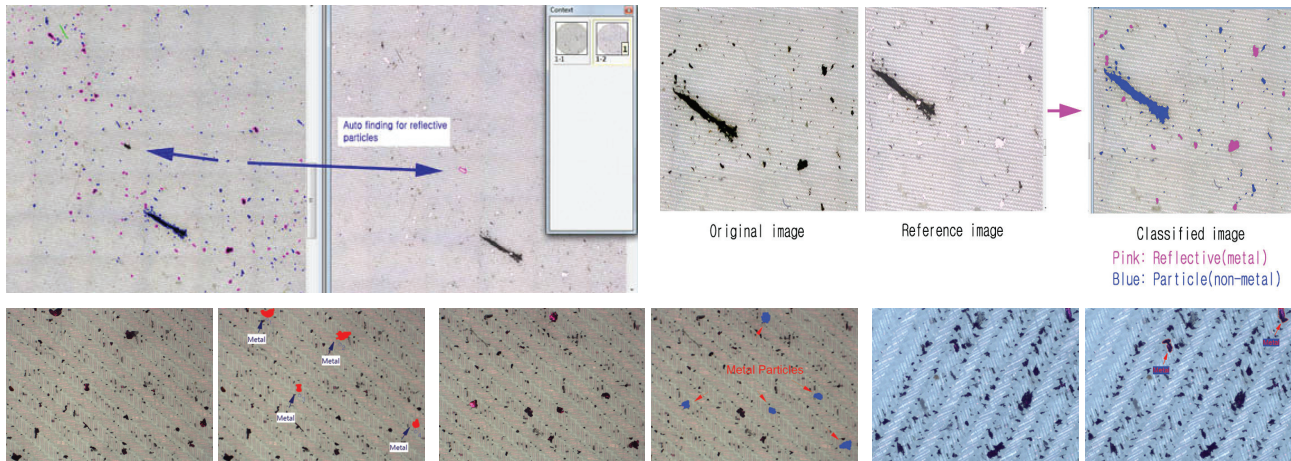 Context
1
1-1
1-2
Auto finding for reflective
particles
Original image
Reference image
Classified image
Pink: Reflective(metal)
Blue: Particle(non-metal)
Metal
Metal
Metal
Metal
Metal Particles